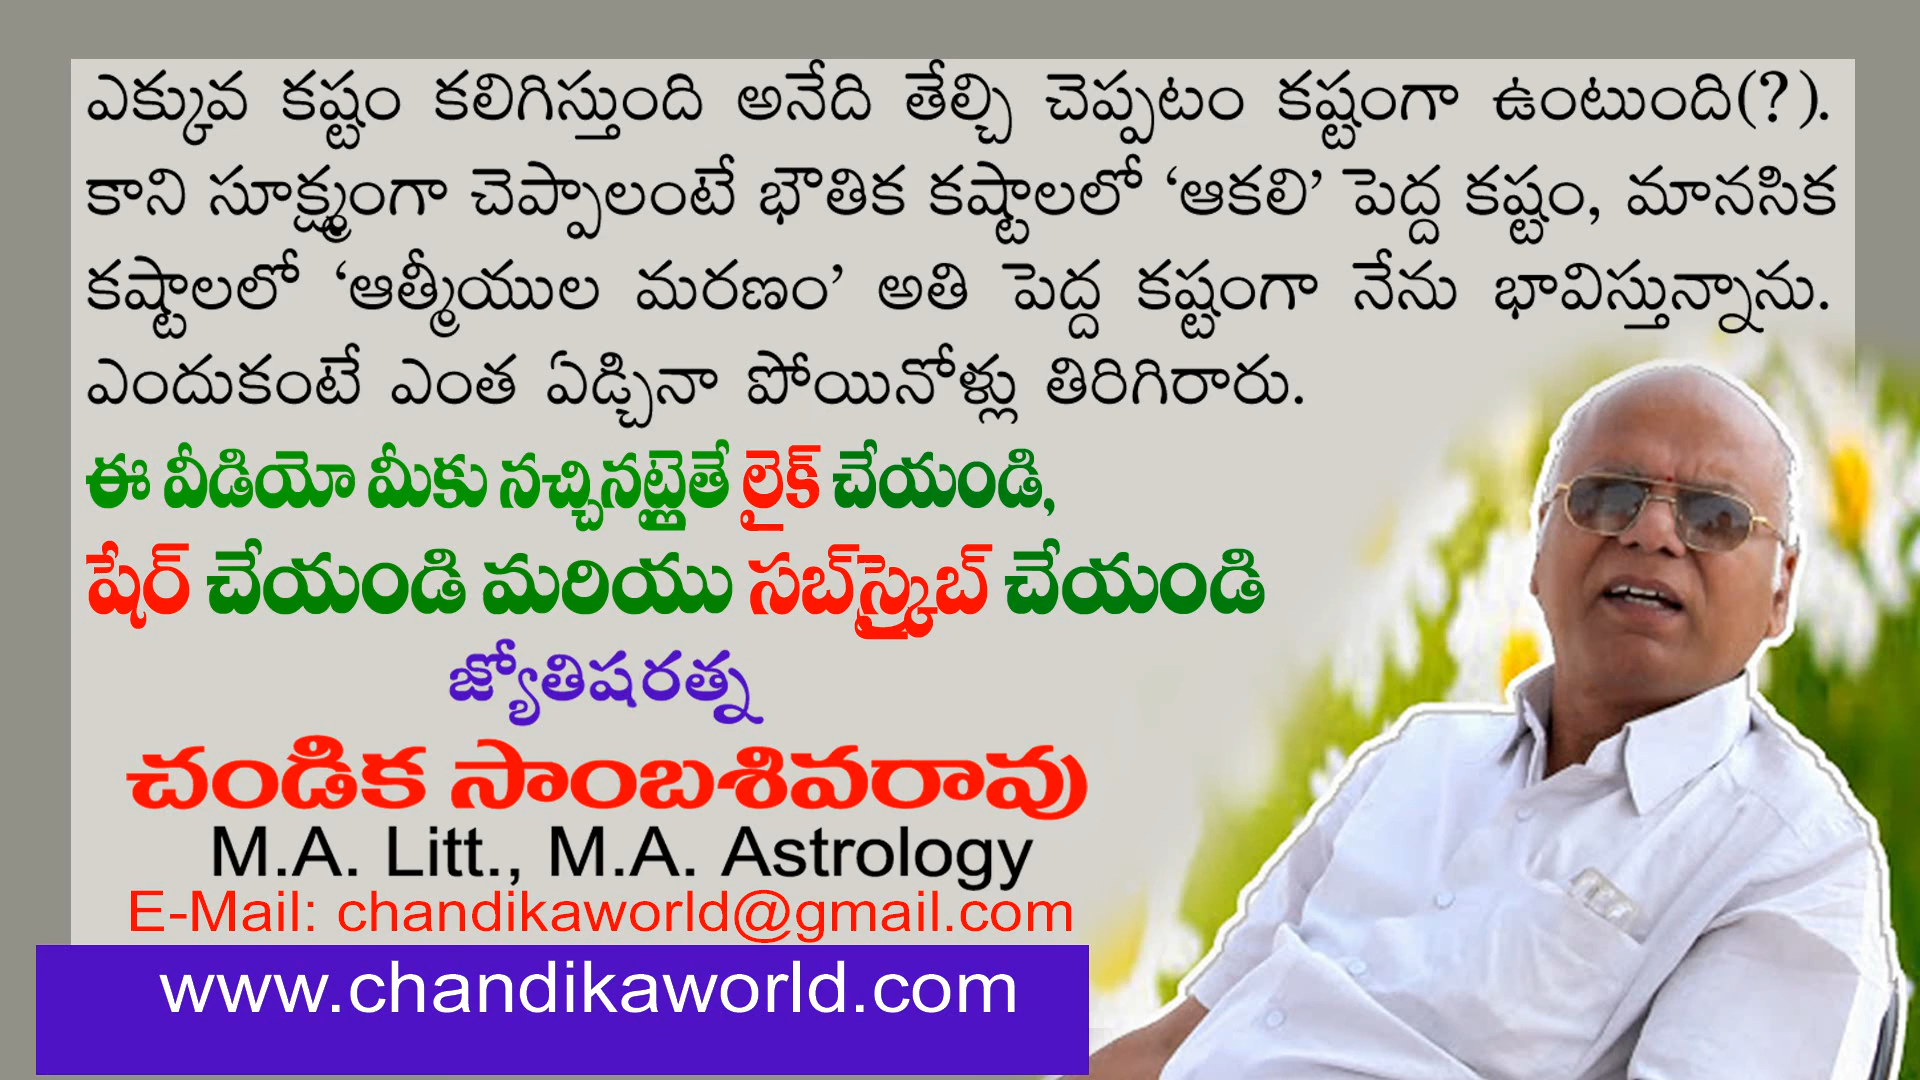 ఎక్కువ కష్టం కలిగిస్తుంది అనేది తేల్చి చెప్పటం కష్టంగా ఉంటుంది(?).
కాని సూక్ష్మంగా చెప్పాలంటే భౌతిక కష్టాలలో ‘ఆకలి’ పెద్ద కష్టం, మానసిక
కష్టాలలో ‘ఆత్మీయుల మరణం’ అతి పెద్ద కష్టంగా నేను భావిస్తున్నాను.
ఎందుకంటే ఎంత ఏడ్చినా పోయినోళ్లు తిరిగిరారు.
ఈ వీడియో మీకు నచ్చినట్లైతే లైక్ చేయండి,
షేర్ చేయండి మరియు సబ్‌స్క్రైబ్ చేయండి
జ్యోతిషరత్న
చండిక సాంబశివరావు
M.A. Litt., M.A. Astrology
E-Mail: chandikaworld@gmail.com
www.chandikaworld.com